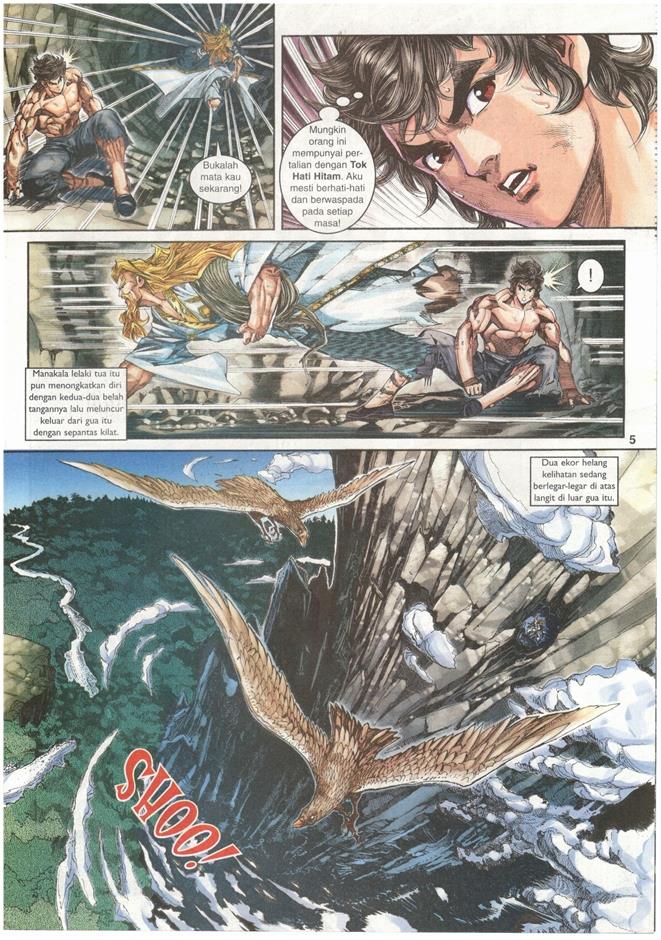 Bukalah
mata kau
sekarang!
Mungkin
orang ini
mempunyai per-
talian dengan Tok
Hati Hitam. Aku
mesti berhati-hati
dan berwaspada
pada setiap
masa!
!
Manakala lelaki tua itu
pun menongkatkan diri
dengan kedua-dua belah
tangannya lalu meluncur
keluar dari gua itu
dengan sepantas kilat.
5
Dua ekor helang
kelihatan sedang
berlegar-legar di atas
langit di luar gua itu.
SHOO!